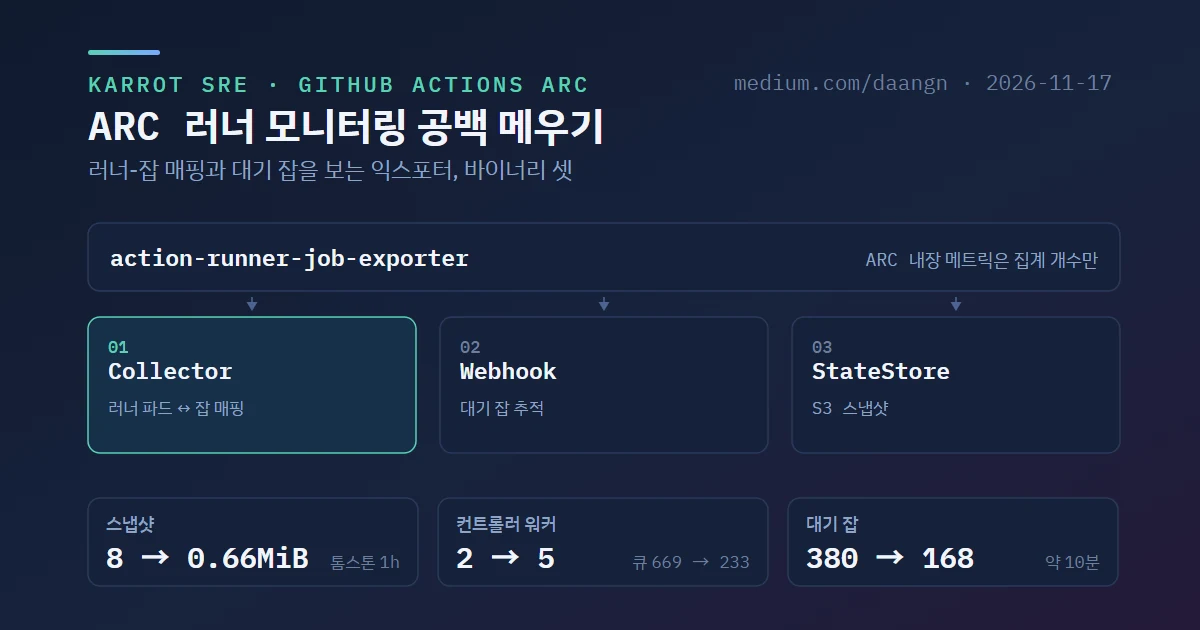 KARROT SRE · GITHUB ACTIONS ARC
medium.com/daangn · 2026-11-17
ARC 러너 모니터링 공백 메우기
러너-잡 매핑과 대기 잡을 보는 익스포터, 바이너리 셋
action-runner-job-exporter
ARC 내장 메트릭은 집계 개수만
01
Collector
러너 파드 ↔ 잡 매핑
02
Webhook
대기 잡 추적
03
StateStore
S3 스냅샷
스냅샷
8 → 0.66MiB 톰스톤 1h
컨트롤러 워커
2 → 5 큐 669 → 233
대기 잡
380 → 168 약 10분